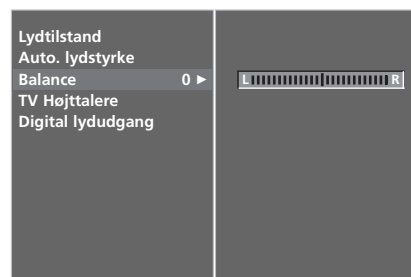 Lydtilstand
Auto. lydstyrke
Balance 0 ►
L R
TV Højttalere
Digital lydudgang